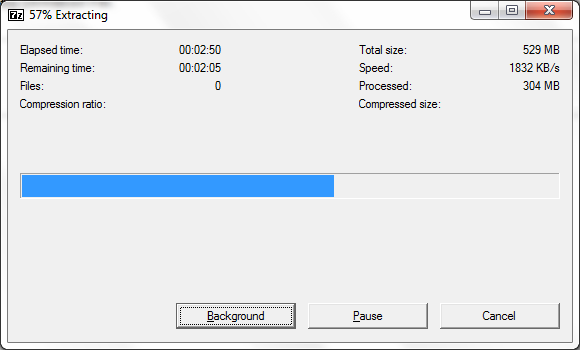 7z 57% Extracting
Elapsed time: 00:02:50 Total size: 529 MB
Remaining time: 00:02:05 Speed: 1832 KB/s
Files: 0 Processed: 304 MB
Compression ratio: Compressed size:
Background Pause Cancel